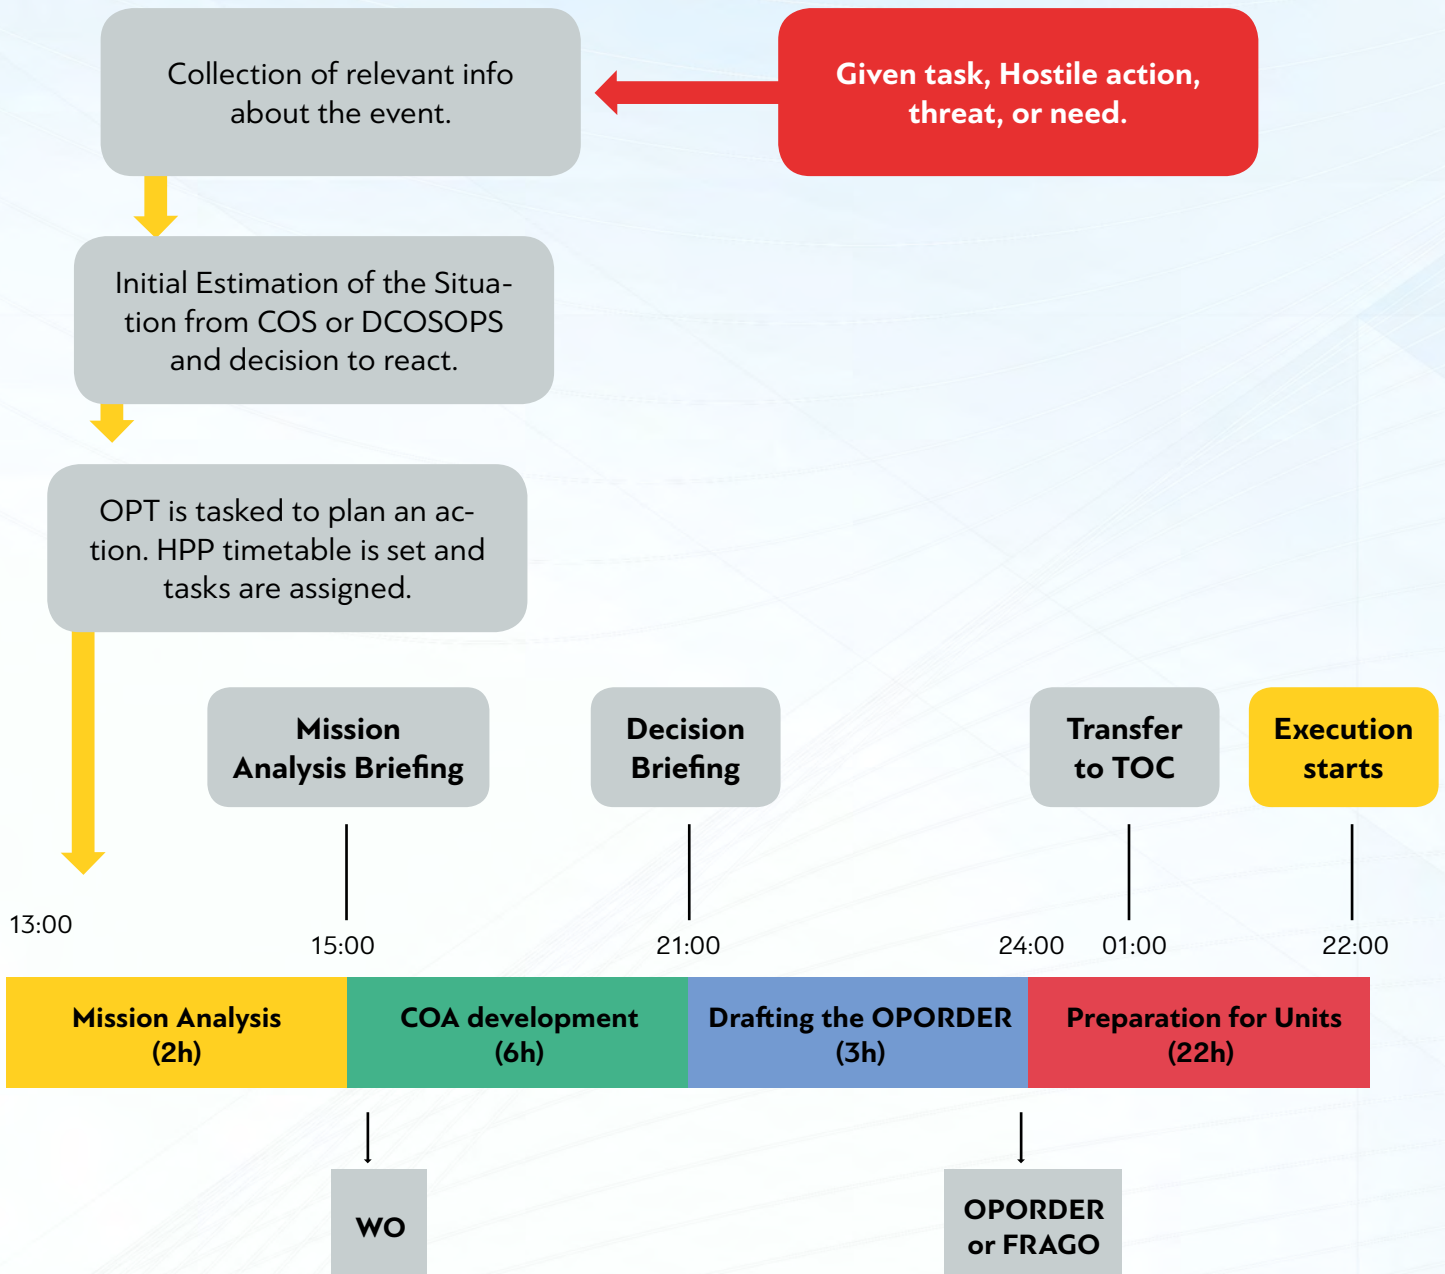 Collection of relevant info
about the event.
Given task, Hostile action,
threat, or need.
Initial Estimation of the Situa-
tion from COS or DCOSOPS
and decision to react.
OPT is tasked to plan an ac-
tion. HPP timetable is set and
tasks are assigned.
Mission
Analysis Briefing
Decision
Briefing
Transfer
to TOC
Execution
starts
13:00
15:00
21:00
24:00
01:00
22:00
Mission Analysis
(2h)
COA development
(6h)
Drafting the OPORDER
(3h)
Preparation for Units
(22h)
WO
OPORDER
or FRAGO